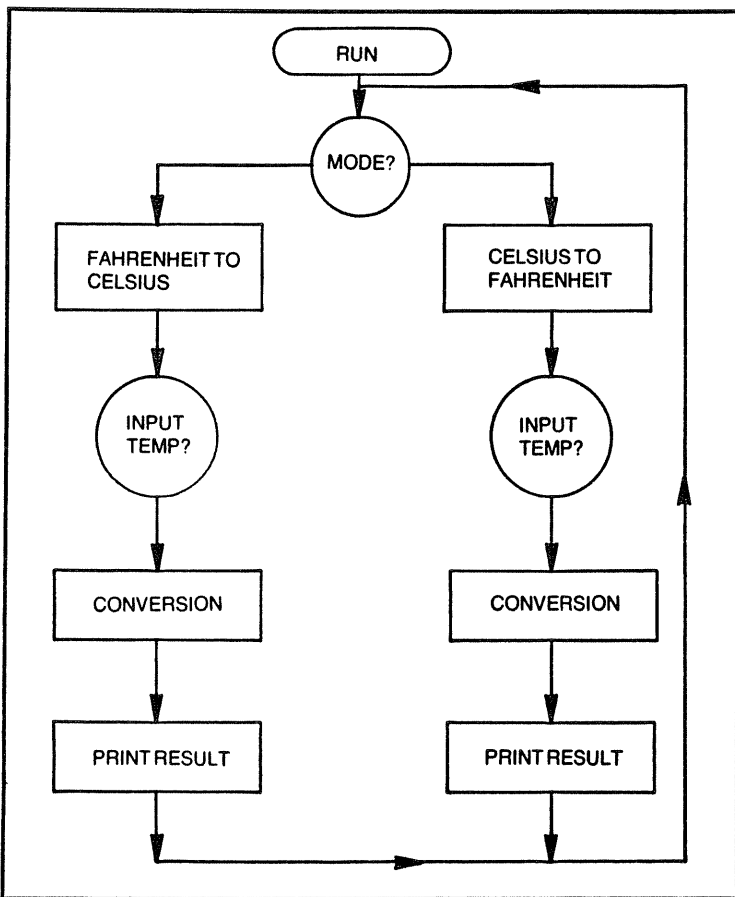 RUN
MODE?
FAHRENHEIT TO
CELSIUS
CELSIUS TO
FAHRENHEIT
INPUT
TEMP?
INPUT
TEMP?
CONVERSION
CONVERSION
PRINT RESULT
PRINT RESULT